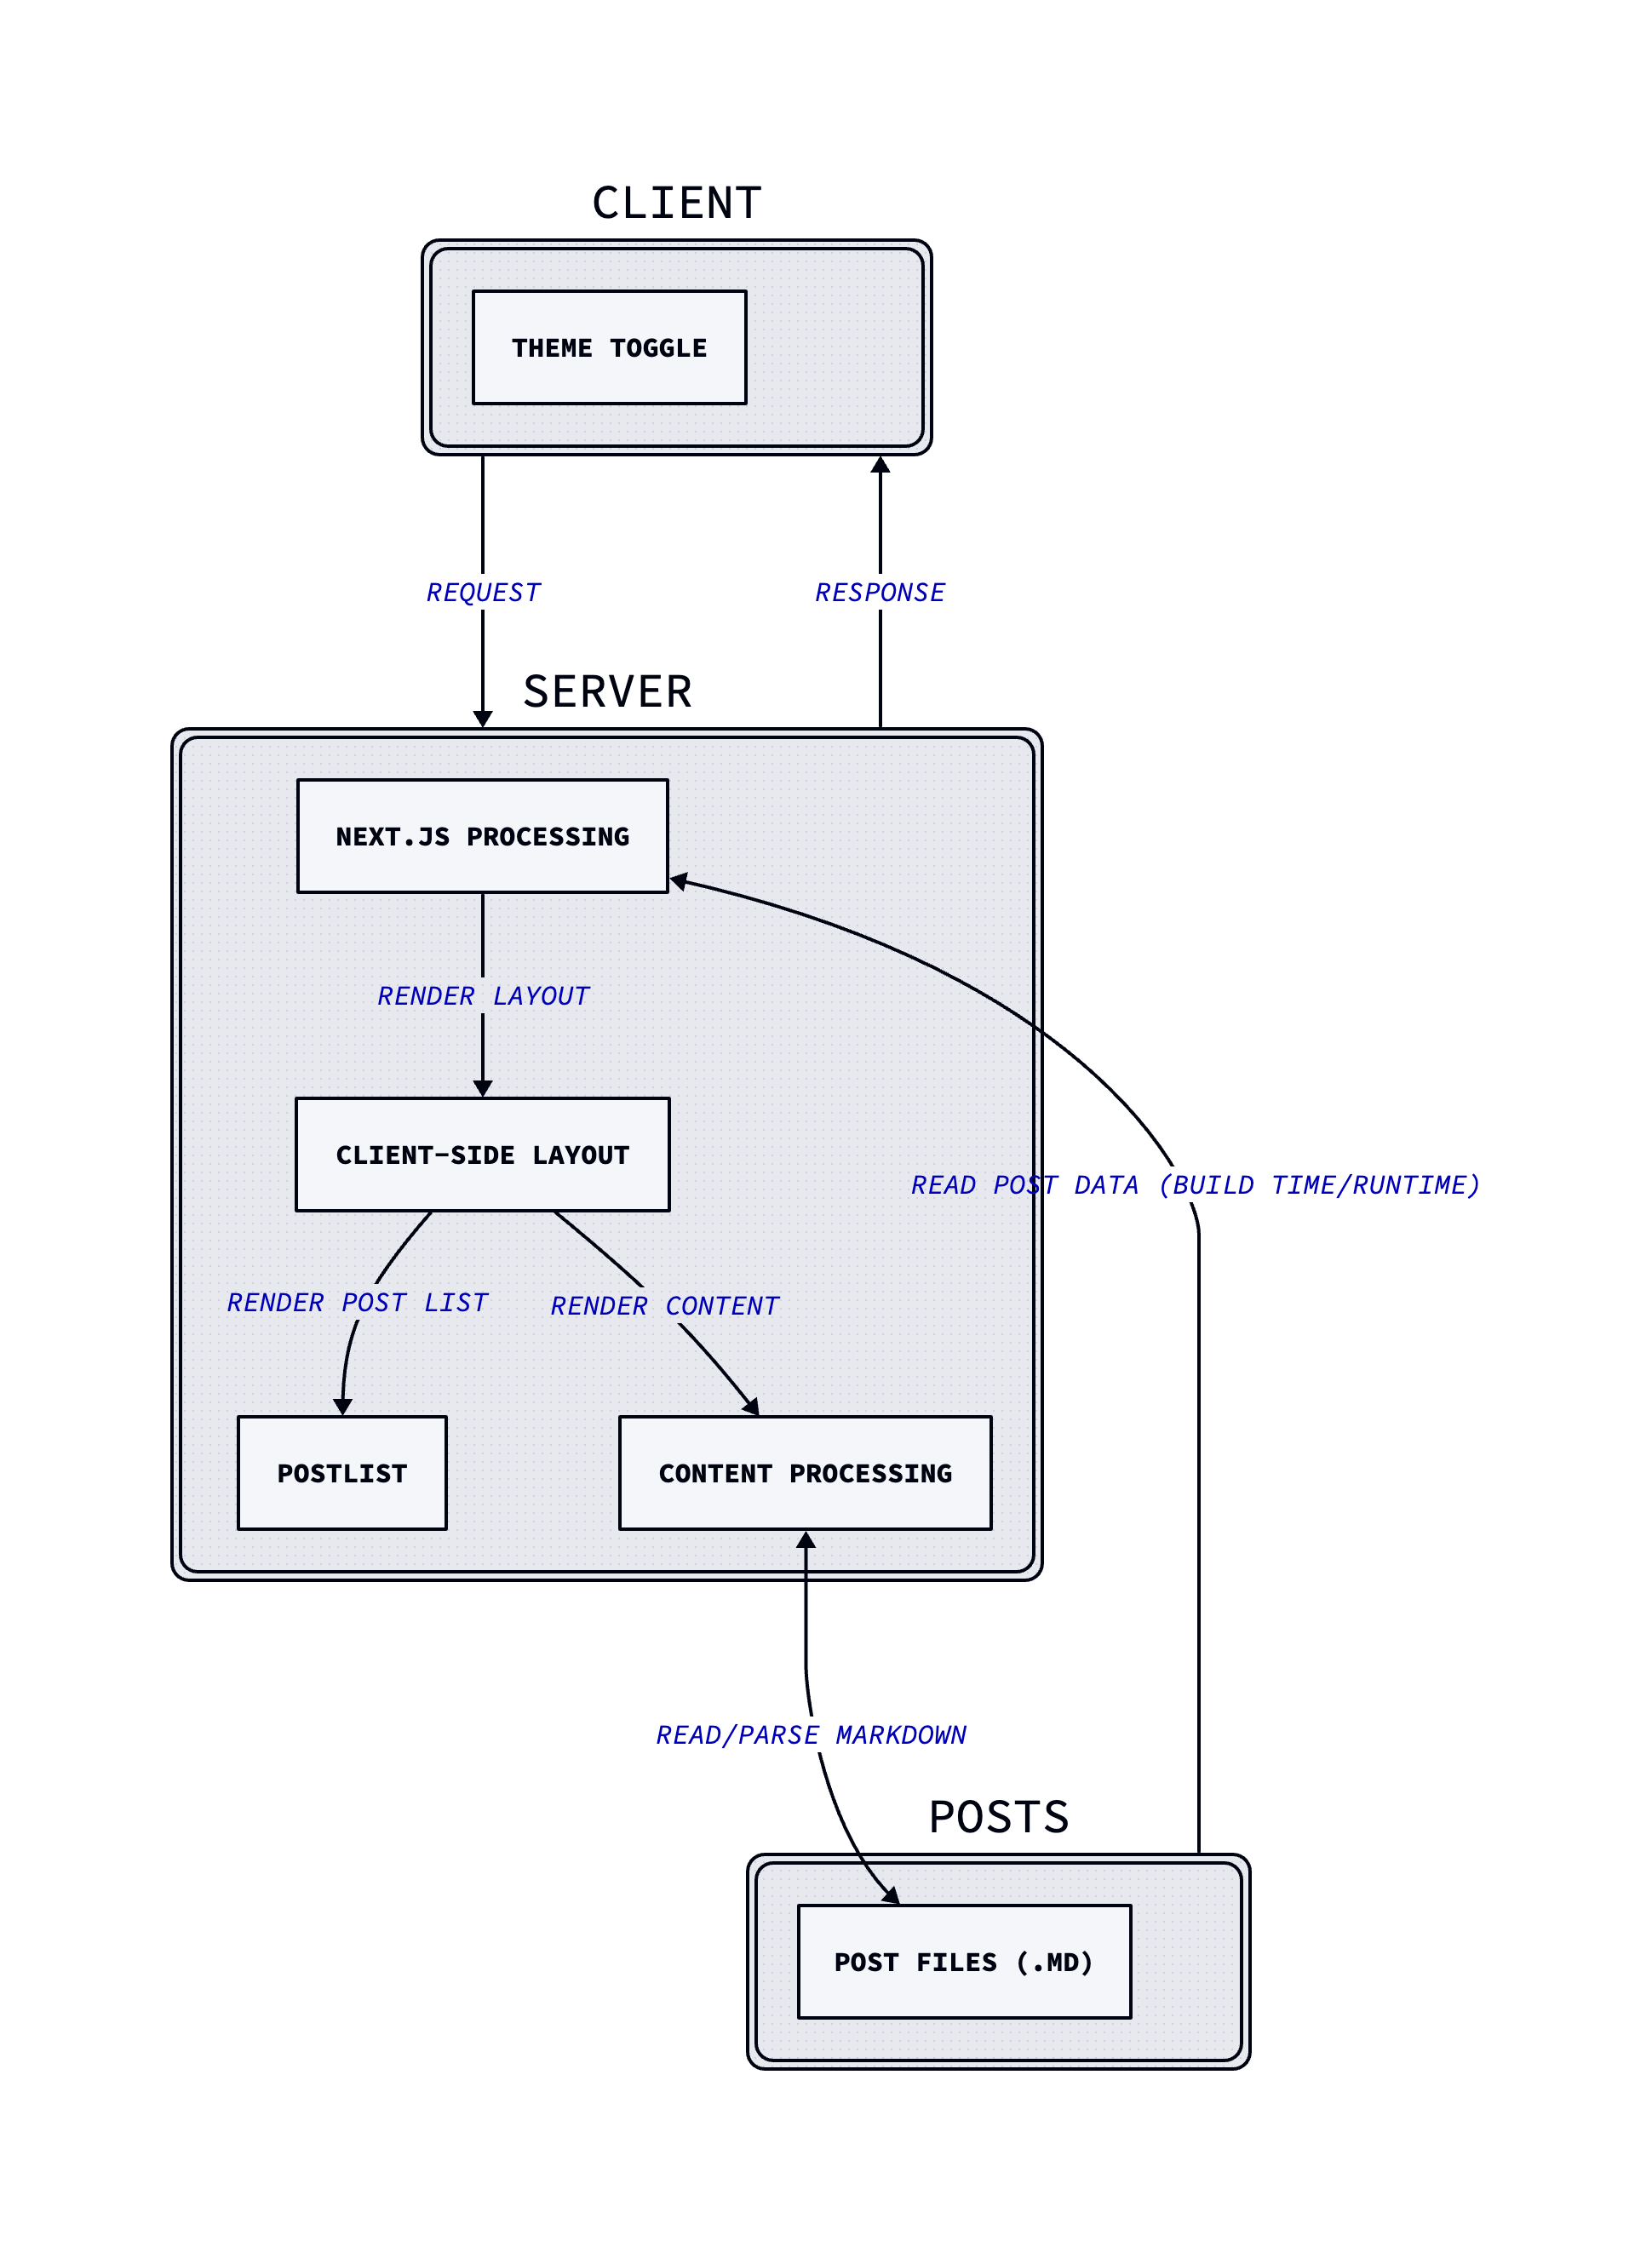 CLIENT
THEME TOGGLE
REQUEST
RESPONSE
SERVER
NEXT.JS PROCESSING
RENDER LAYOUT
CLIENT-SIDE LAYOUT
READ POST DATA (BUILD TIME/RUNTIME)
RENDER POST LIST
RENDER CONTENT
POSTLIST
CONTENT PROCESSING
READ/PARSE MARKDOWN
POSTS
POST FILES (.MD)